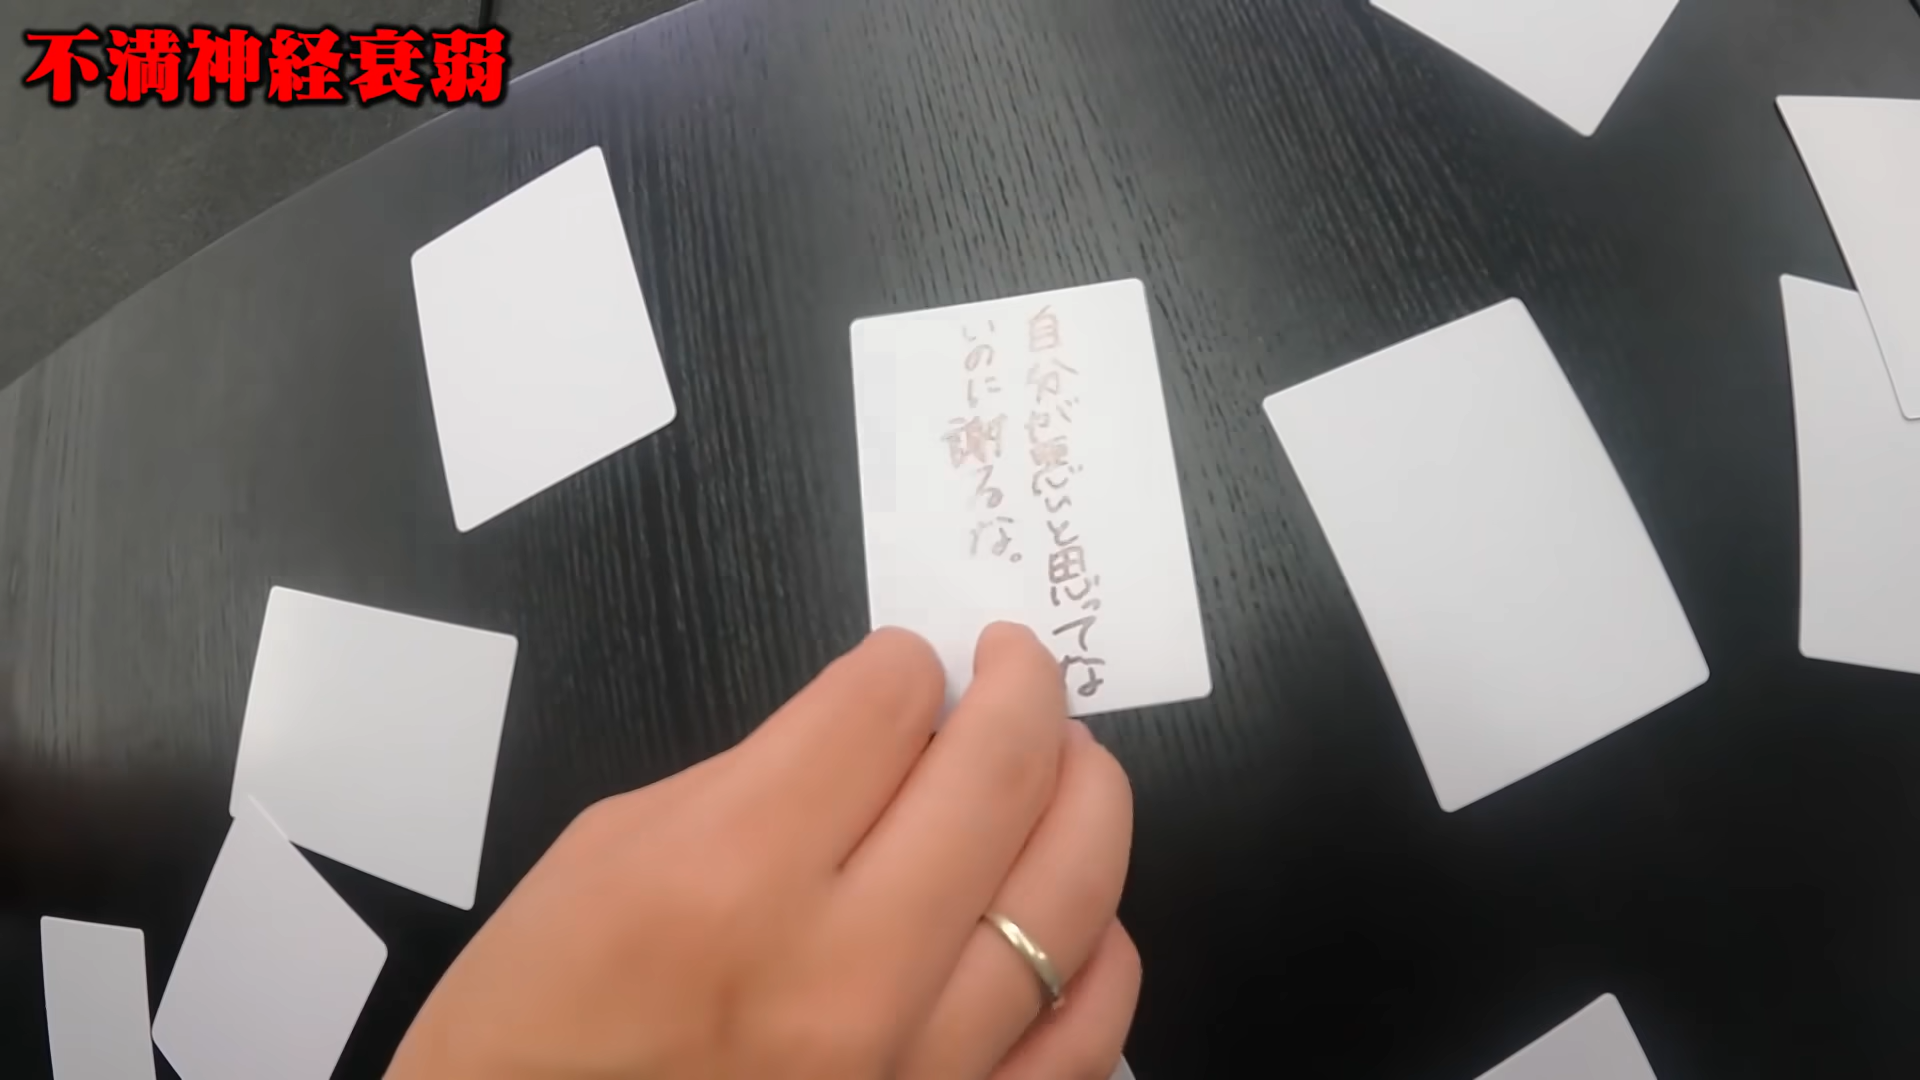 不満神経衰弱
自分が悪いと思ってな
いのに謝るな。